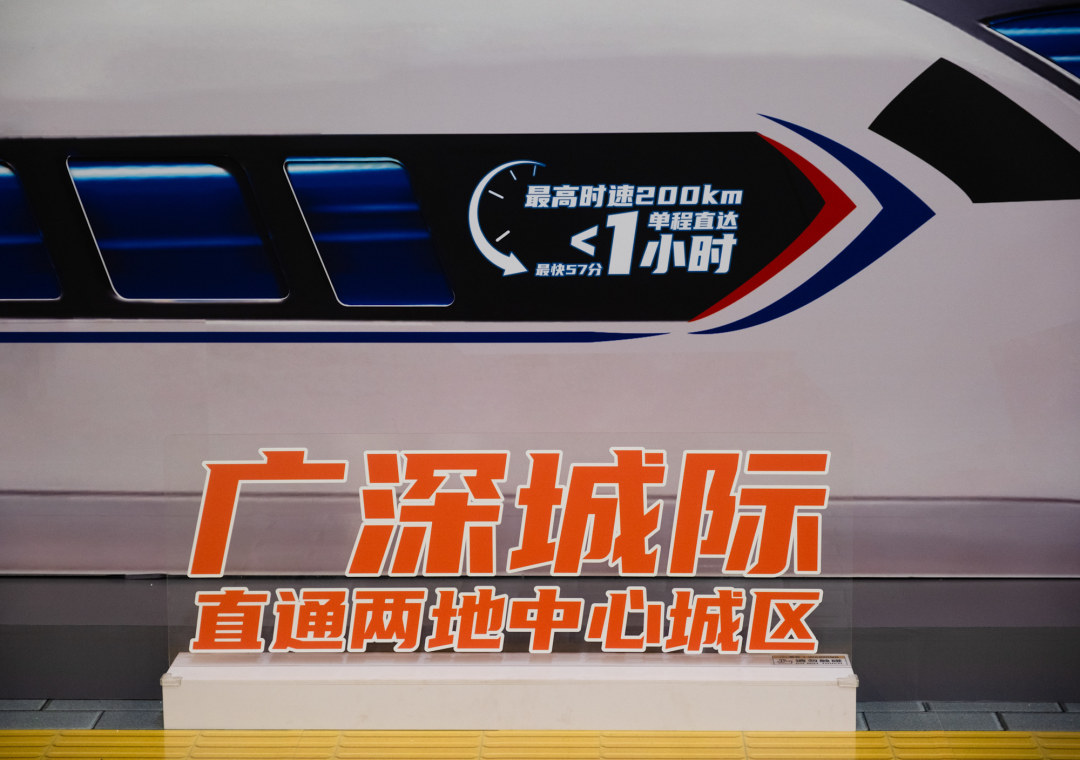 最高时速200km
单程直达
<1小时
最快57分
广深城际
直通两地中心城区